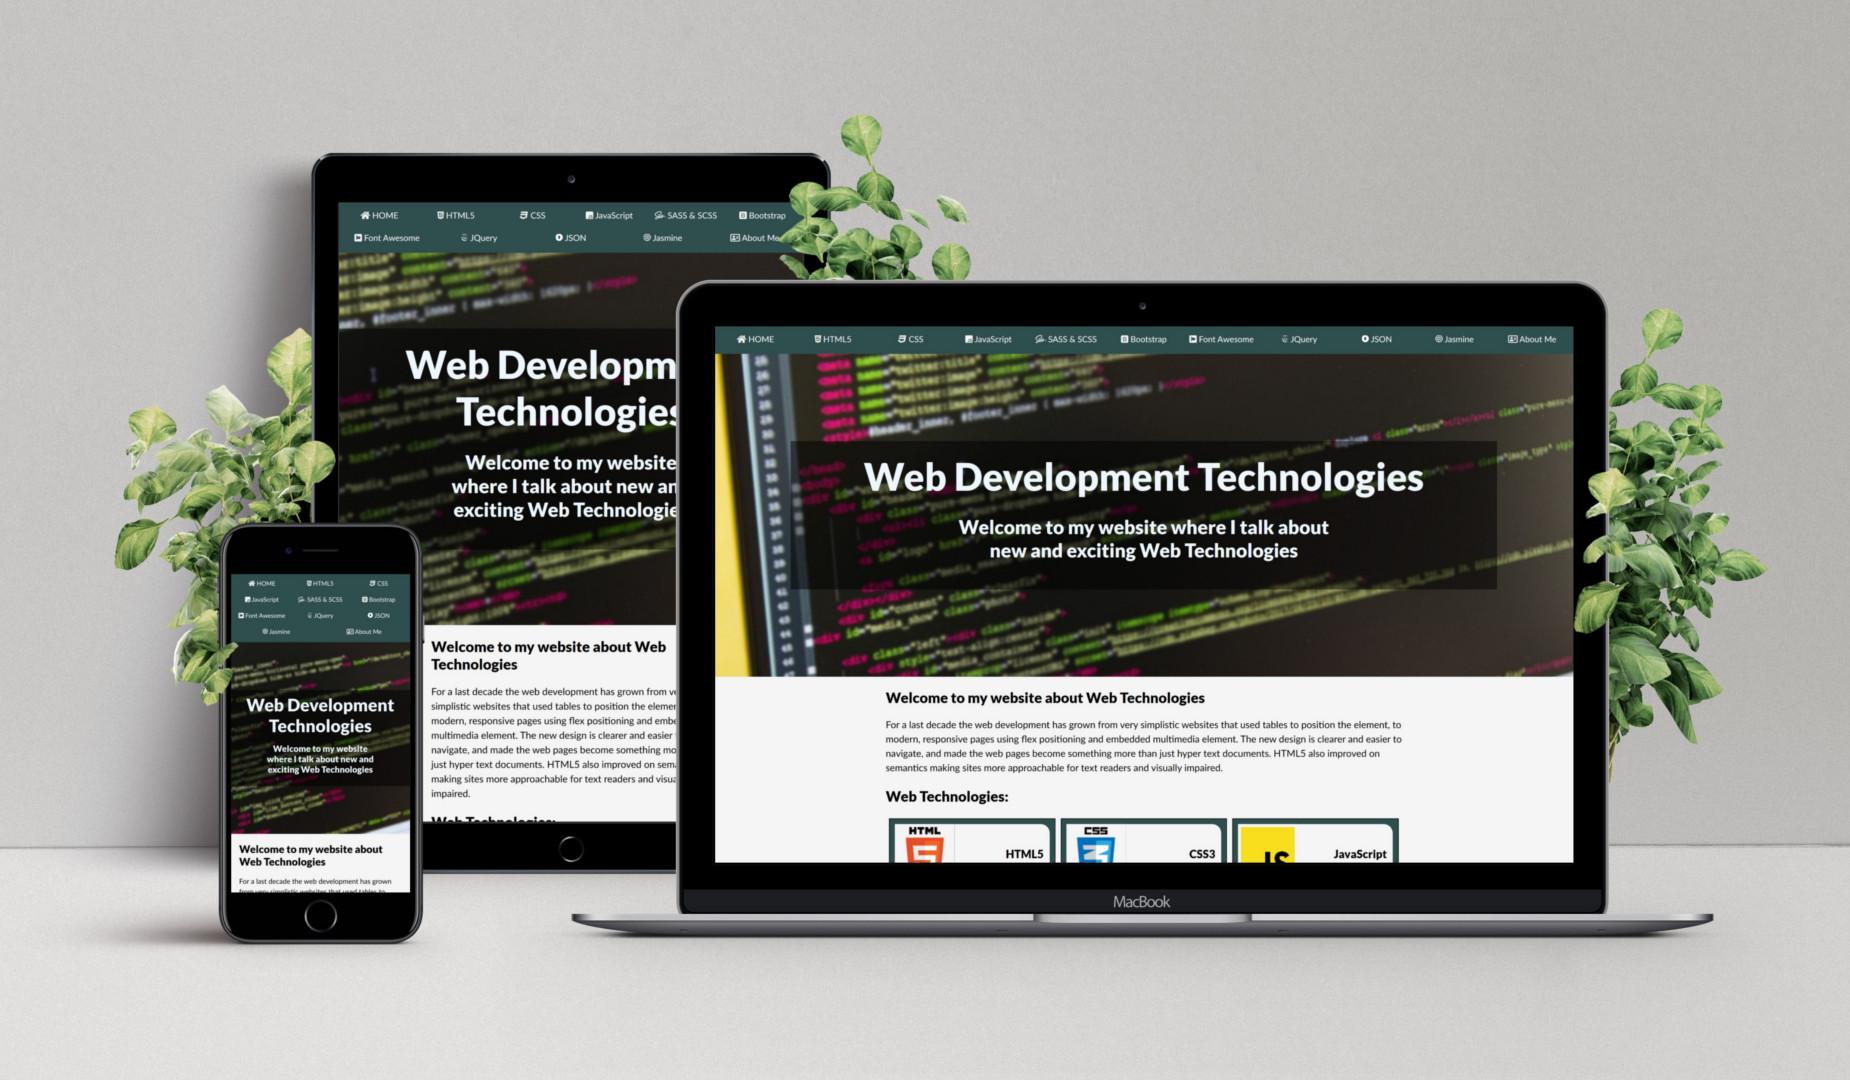 HOME HTML5 CSS JavaScript SASS & SCSS Bootstrap
Font Awesome JQuery JSON Jasmine About Me
Web Developm
Technologies
Welcome to my website
where I talk about new an
exciting Web Technologie
Welcome to my website about Web
Technologies
For a last decade the web development has grown from ve
simplistic websites that used tables to position the elemen
modern, responsive pages using flex positioning and embe
multimedia element. The new design is clearer and easier
navigate, and made the web pages become something mo
just hyper text documents. HTML5 also improved on sem
making sites more approachable for text readers and visua
impaired.
Web Technologies:
HOME HTML5 CSS
JavaScript SASS & SCSS Bootstrap
Font Awesome JQuery JSON
Jasmine About Me
Web Development
Technologies
Welcome to my website
where I talk about new and
exciting Web Technologies
Welcome to my website about
Web Technologies
For a last decade the web development has grown
from very simplistic websites that used tables to
HOME HTML5 CSS JavaScript SASS & SCSS Bootstrap Font Awesome JQuery JSON Jasmine About Me
Web Development Technologies
Welcome to my website where I talk about
new and exciting Web Technologies
Welcome to my website about Web Technologies
For a last decade the web development has grown from very simplistic websites that used tables to position the element, to
modern, responsive pages using flex positioning and embedded multimedia element. The new design is clearer and easier to
navigate, and made the web pages become something more than just hyper text documents. HTML5 also improved on
semantics making sites more approachable for text readers and visually impaired.
Web Technologies:
HTML HTML5 CSS CSS3 JS JavaScript
MacBook